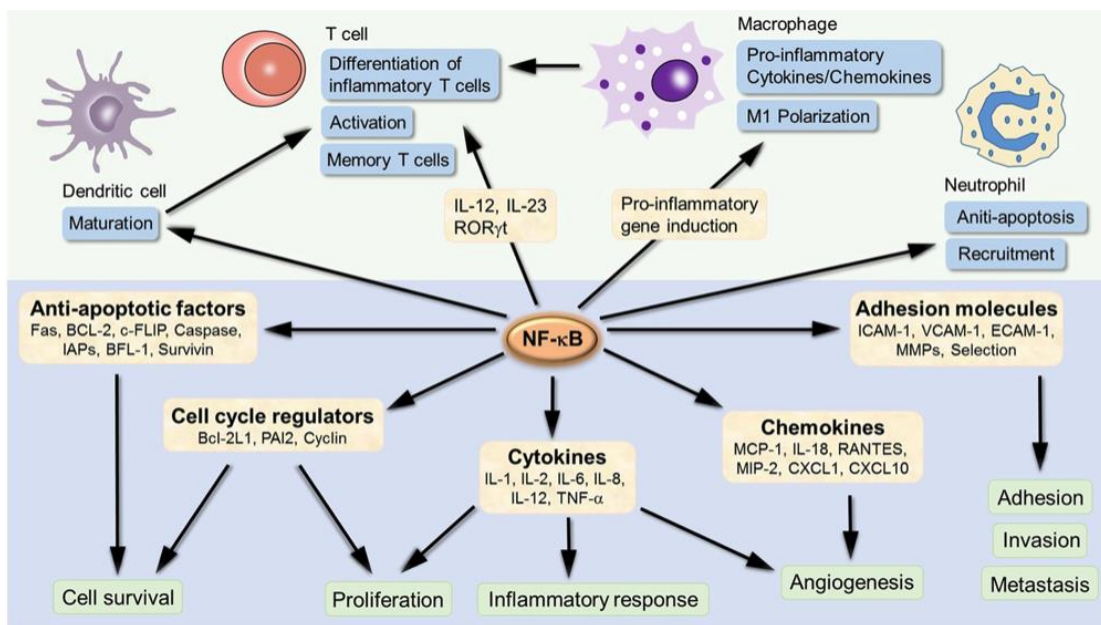 T cell
Differentiation of
inflammatory T cells
Activation
Memory T cells
Macrophage
Pro-inflammatory
Cytokines/Chemokines
M1 Polarization
Dendritic cell
Maturation
IL-12, IL-23
RORγt
Pro-inflammatory
gene induction
Neutrophil
Aniti-apoptosis
Recruitment
Anti-apoptotic factors
Fas, BCL-2, c-FLIP, Caspase,
IAPs, BFL-1, Survivin
NF-κB
Adhesion molecules
ICAM-1, VCAM-1, ECAM-1,
MMPs, Selection
Cell cycle regulators
Bcl-2L1, PAI2, Cyclin
Cytokines
IL-1, IL-2, IL-6, IL-8,
IL-12, TNF-α
Chemokines
MCP-1, IL-18, RANTES,
MIP-2, CXCL1, CXCL10
Adhesion
Invasion
Metastasis
Cell survival
Proliferation
Inflammatory response
Angiogenesis